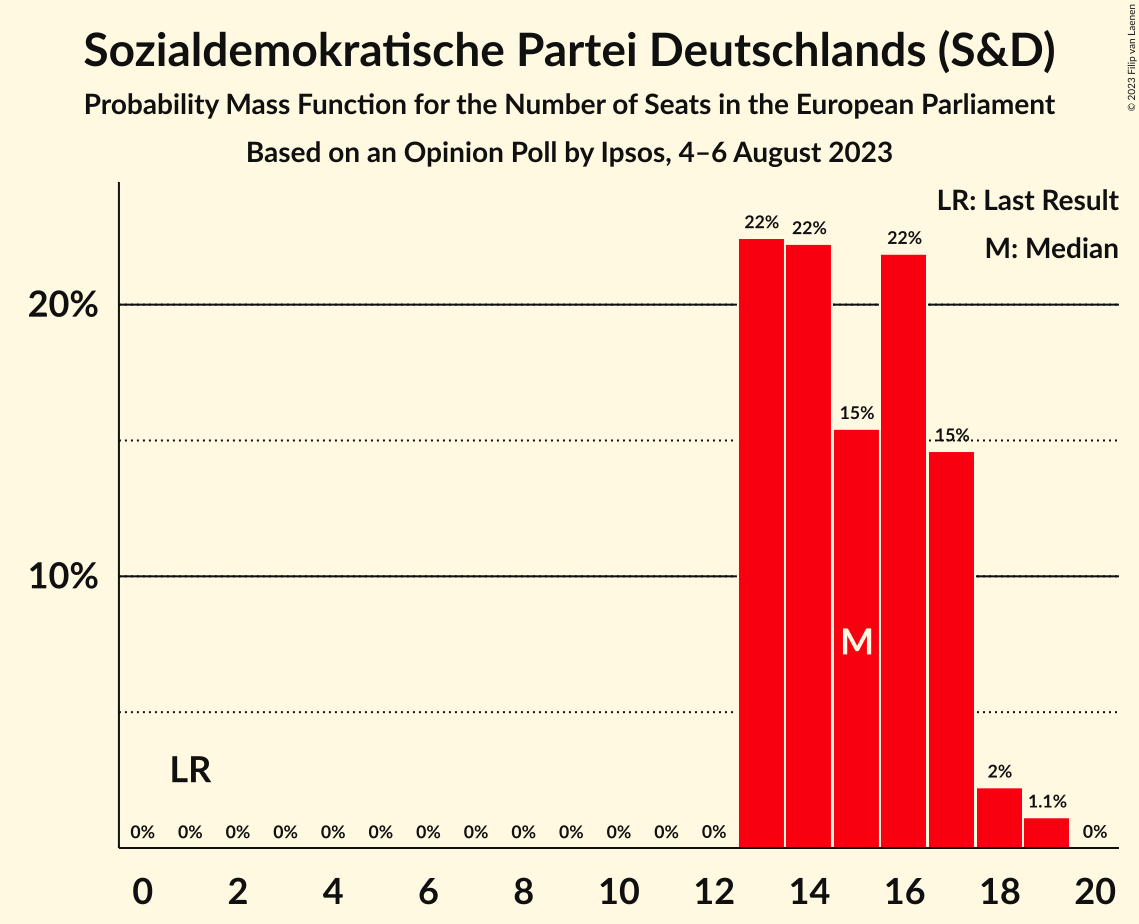 Sozialdemokratische Partei Deutschlands (S&D)
Probability Mass Function for the Number of Seats in the European Parliament
Based on an Opinion Poll by Ipsos, 4–6 August 2023
© 2023 Filip van Laenen
LR: Last Result
M: Median
22%
22%
22%
20%
15%
15%
10%
M
LR
2%
1.1%
0% 0% 0% 0% 0% 0% 0% 0% 0% 0% 0% 0% 0% 0%
0 2 4 6 8 10 12 14 16 18 20